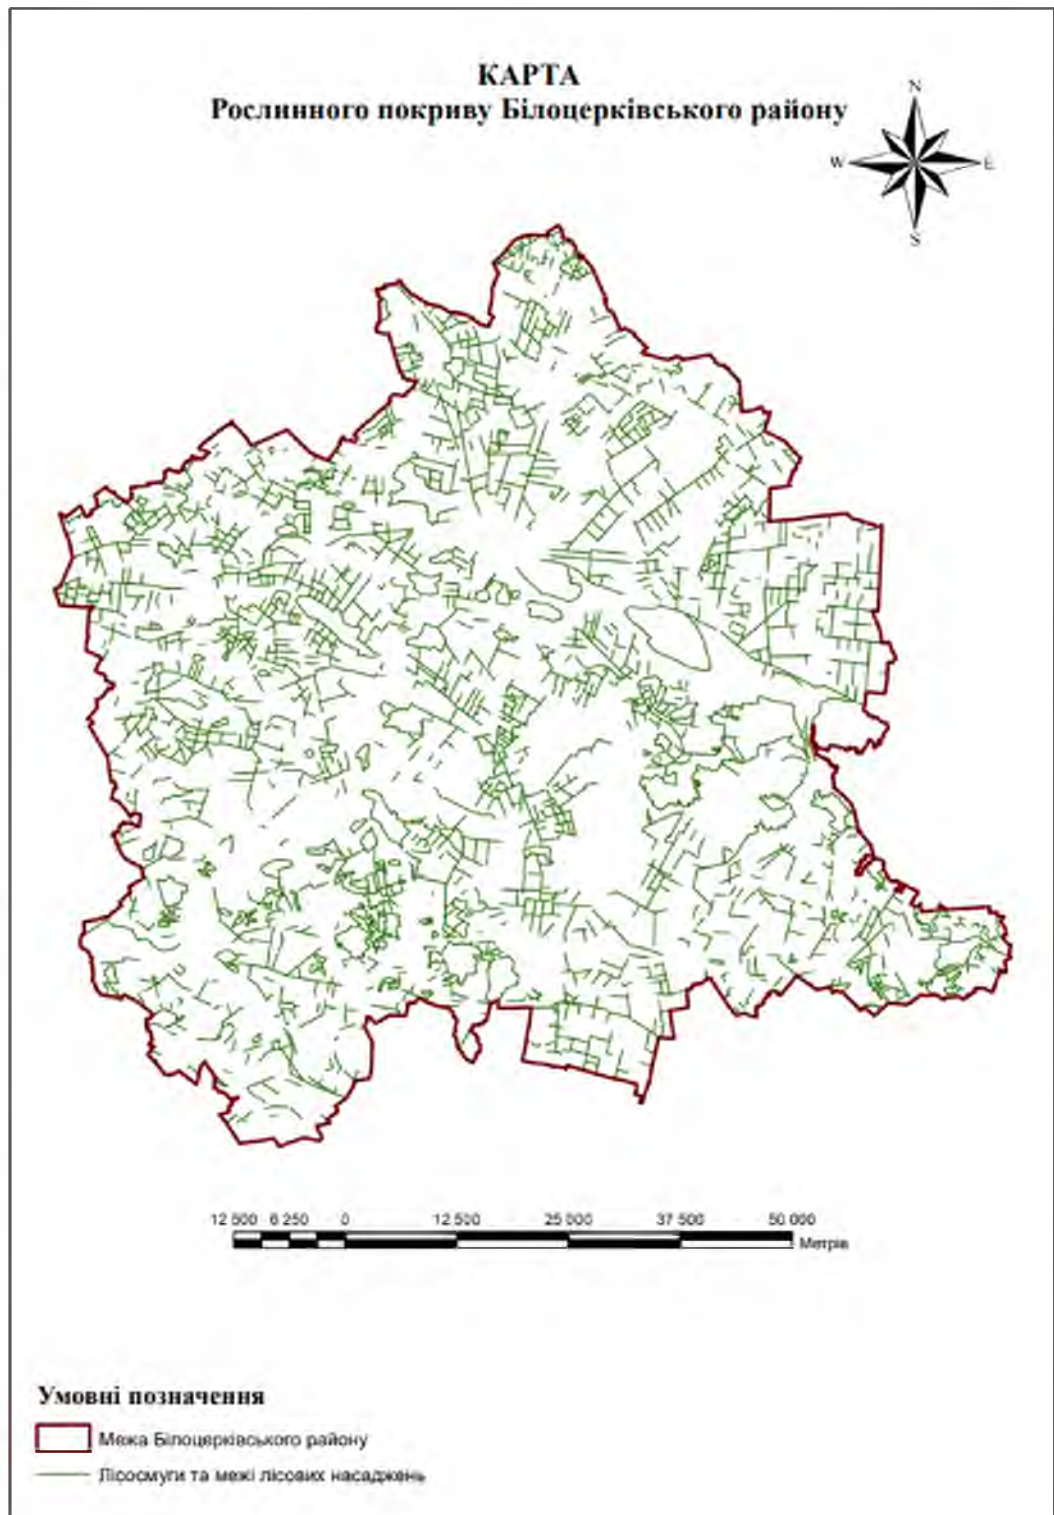 КАРТА
Рослинного покриву Білоцерківського району
N
W E
S
12 500 6 250 0 12 500 25 000 37 500 50 000
Метрів
Умовні позначення
Межа Білоцерківського району
Лісосмуги та межі лісових насаджень